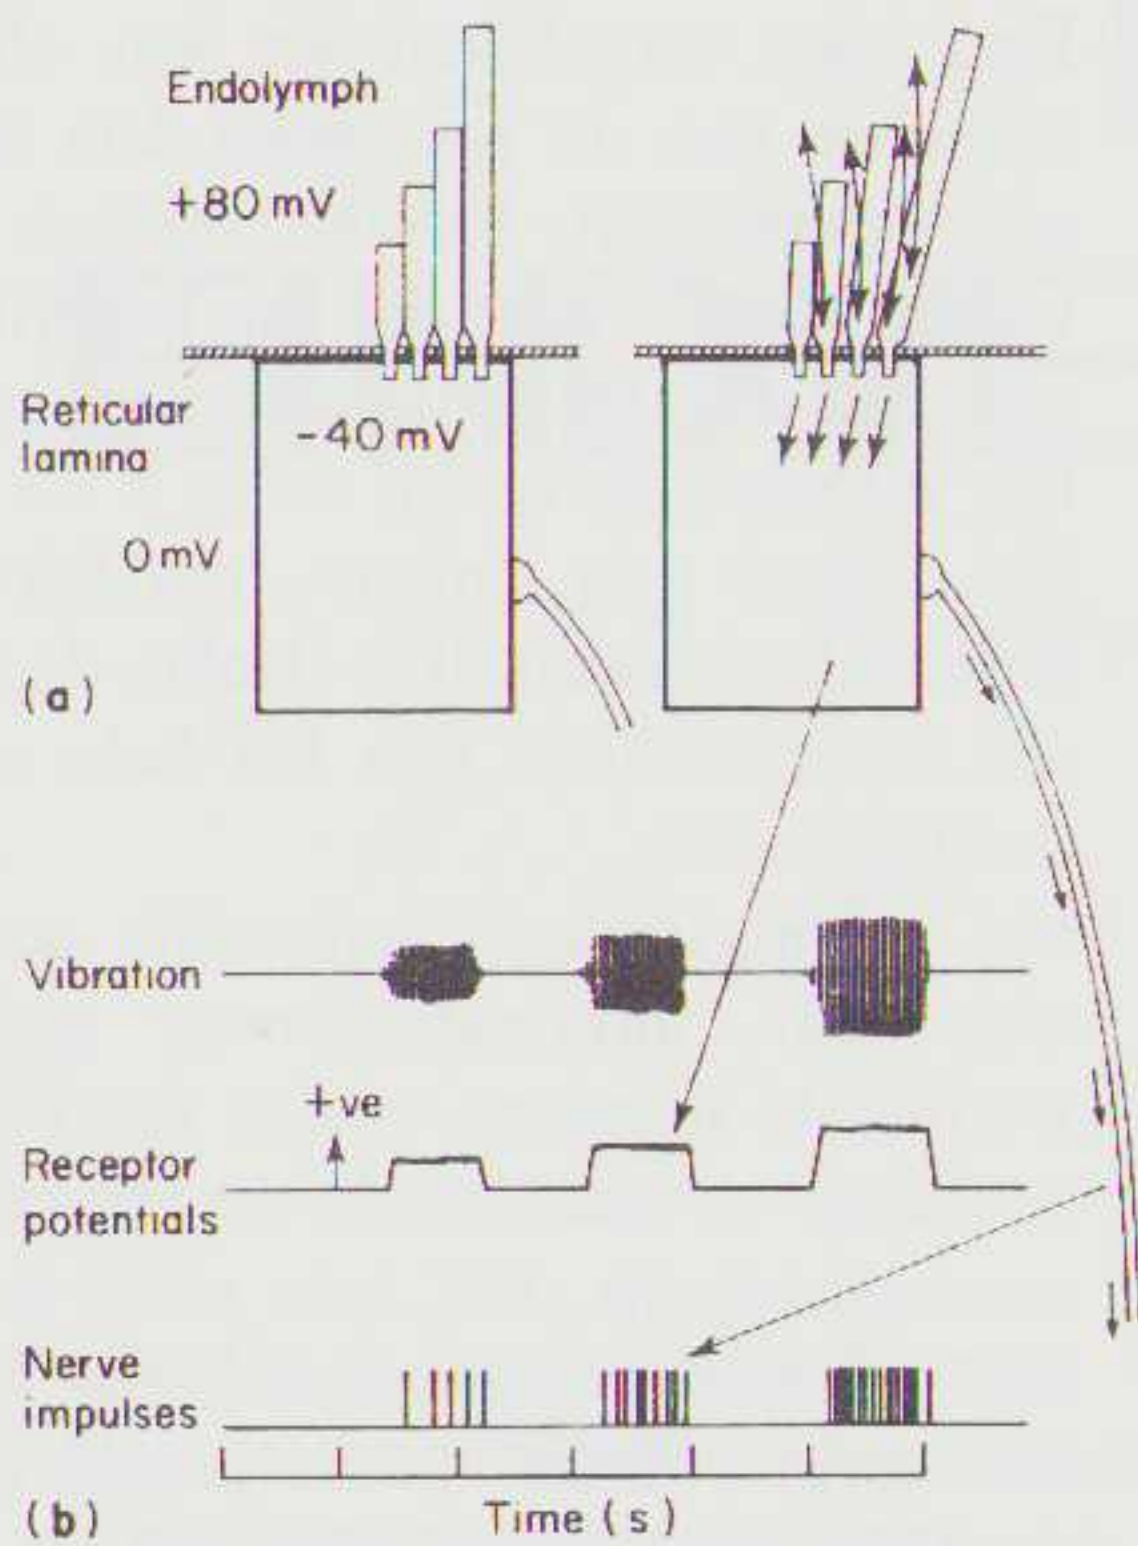 Endolymph
+80 mV
Reticular
lamina
-40 mV
0 mV
(a)
Vibration
+ve
Receptor
potentials
Nerve
impulses
(b)
Time (s)